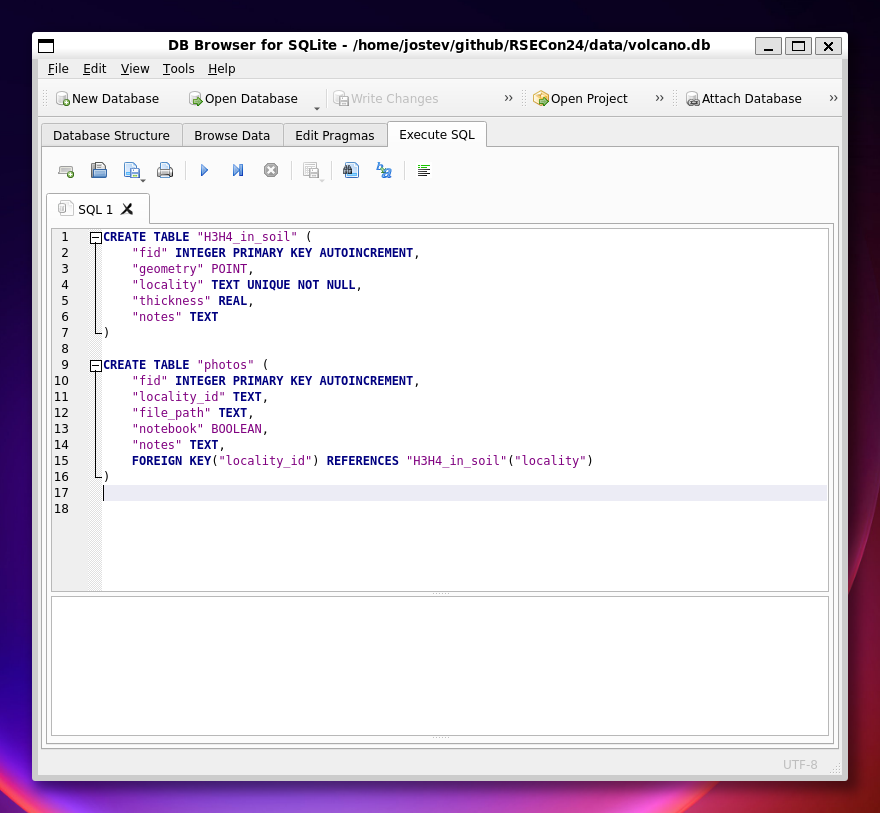 DB Browser for SQLite - /home/jostev/github/RSECon24/data/volcano.db
File Edit View Tools Help
New Database Open Database Write Changes » Open Project » Attach Database »
Database Structure Browse Data Edit Pragmas Execute SQL
SQL 1
1 CREATE TABLE "H3H4_in_soil" (
2 "fid" INTEGER PRIMARY KEY AUTOINCREMENT,
3 "geometry" POINT,
4 "locality" TEXT UNIQUE NOT NULL,
5 "thickness" REAL,
6 "notes" TEXT
7 )
8
9 CREATE TABLE "photos" (
10 "fid" INTEGER PRIMARY KEY AUTOINCREMENT,
11 "locality_id" TEXT,
12 "file_path" TEXT,
13 "notebook" BOOLEAN,
14 "notes" TEXT,
15 FOREIGN KEY("locality_id") REFERENCES "H3H4_in_soil"("locality")
16 )
17
18
UTF-8